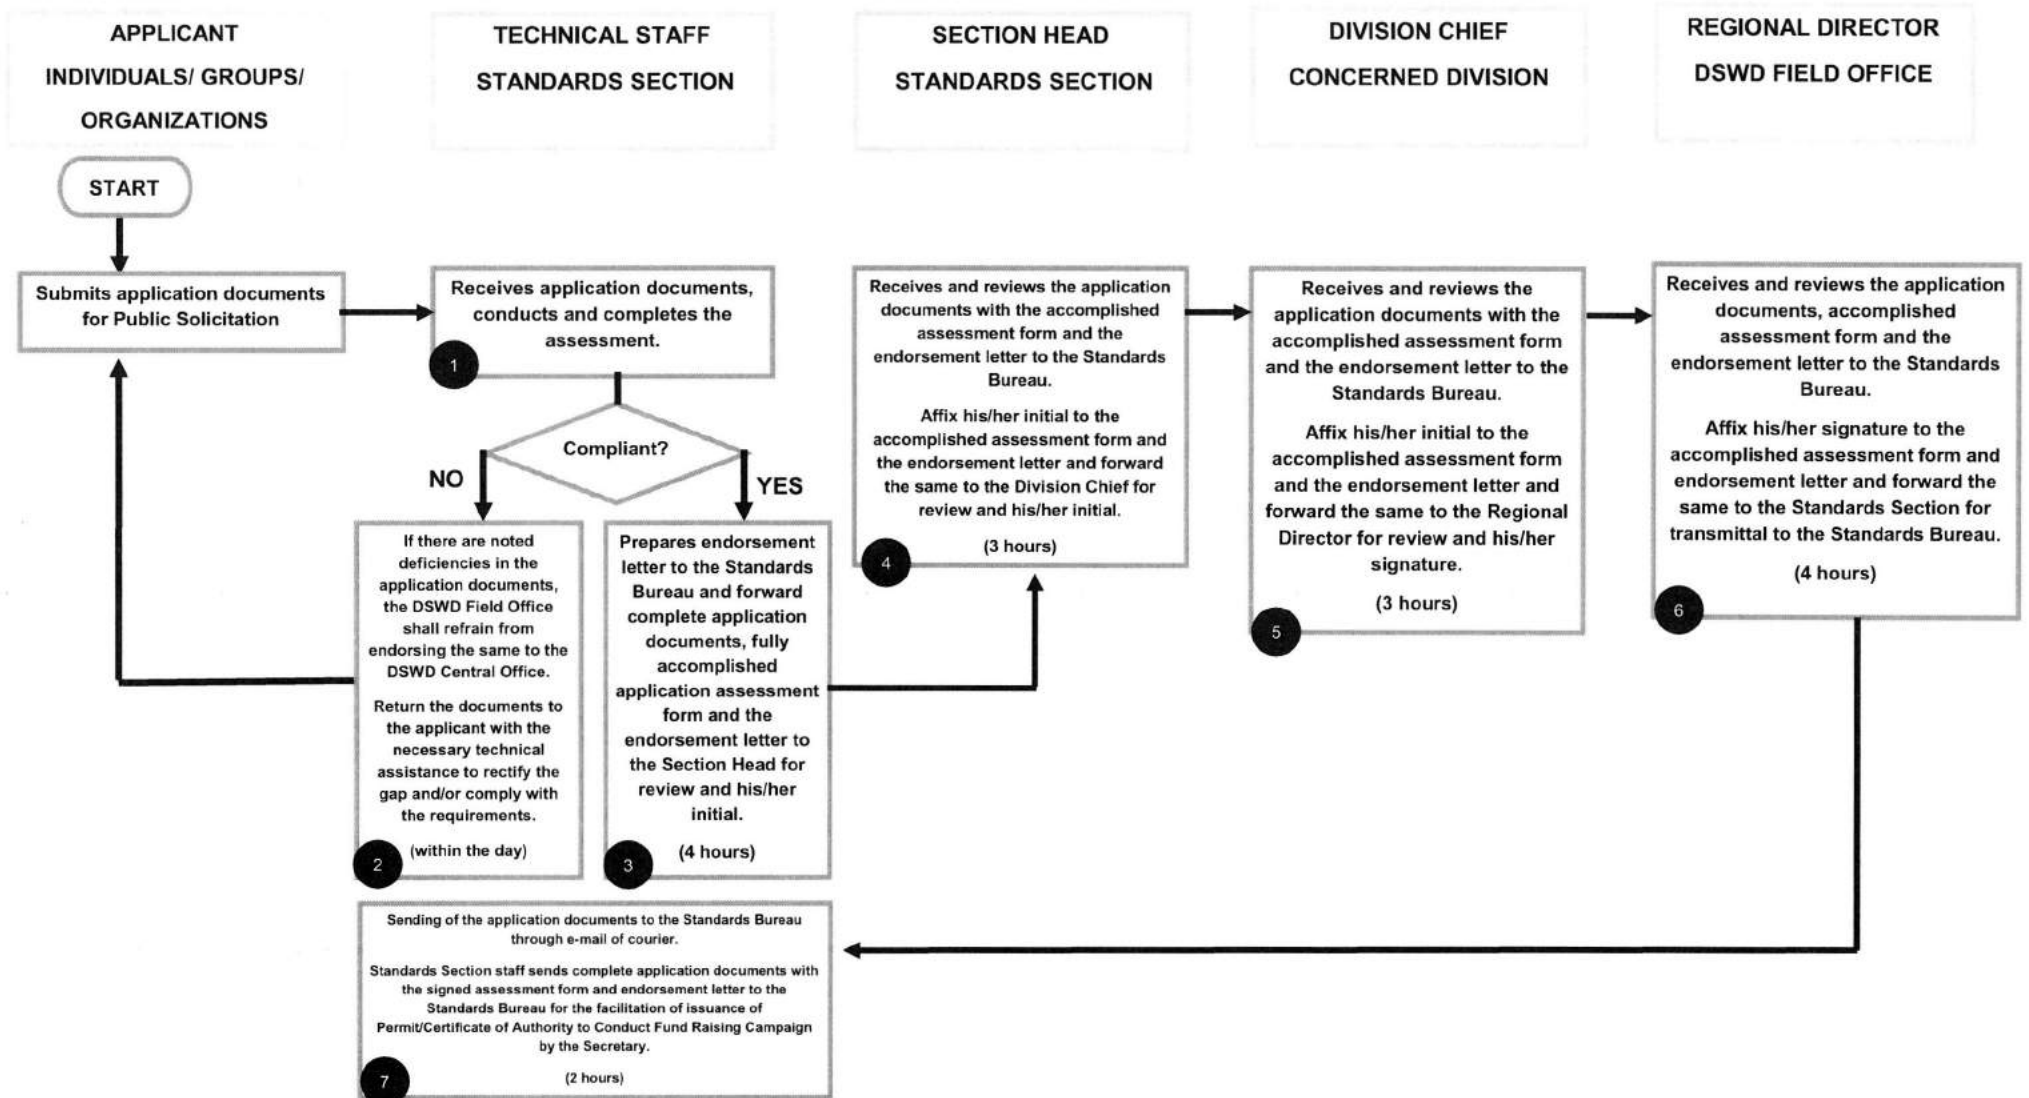 APPLICANT
INDIVIDUALS/ GROUPS/
ORGANIZATIONS
TECHNICAL STAFF
STANDARDS SECTION
SECTION HEAD
STANDARDS SECTION
DIVISION CHIEF
CONCERNED DIVISION
REGIONAL DIRECTOR
DSWD FIELD OFFICE
START
Submits application documents
for Public Solicitation
Receives application documents,
conducts and completes the
assessment.
1
Compliant?
NO
YES
If there are noted
deficiencies in the
application documents,
the DSWD Field Office
shall refrain from
endorsing the same to the
DSWD Central Office.
Return the documents to
the applicant with the
necessary technical
assistance to rectify the
gap and/or comply with
the requirements.
(within the day)
2
Prepares endorsement
letter to the Standards
Bureau and forward
complete application
documents, fully
accomplished
application assessment
form and the
endorsement letter to
the Section Head for
review and his/her
initial.
(4 hours)
3
Receives and reviews the application
documents with the accomplished
assessment form and the
endorsement letter to the Standards
Bureau.
Affix his/her initial to the
accomplished assessment form and
the endorsement letter and forward
the same to the Division Chief for
review and his/her initial.
(3 hours)
4
Receives and reviews the
application documents with the
accomplished assessment form
and the endorsement letter to the
Standards Bureau.
Affix his/her initial to the
accomplished assessment form
and the endorsement letter and
forward the same to the Regional
Director for review and his/her
signature.
(3 hours)
5
Receives and reviews the application
documents, accomplished
assessment form and the
endorsement letter to the Standards
Bureau.
Affix his/her signature to the
accomplished assessment form and
endorsement letter and forward the
same to the Standards Section for
transmittal to the Standards Bureau.
(4 hours)
6
Sending of the application documents to the Standards Bureau
through e-mail of courier.
Standards Section staff sends complete application documents with
the signed assessment form and endorsement letter to the
Standards Bureau for the facilitation of issuance of
Permit/Certificate of Authority to Conduct Fund Raising Campaign
by the Secretary.
(2 hours)
7